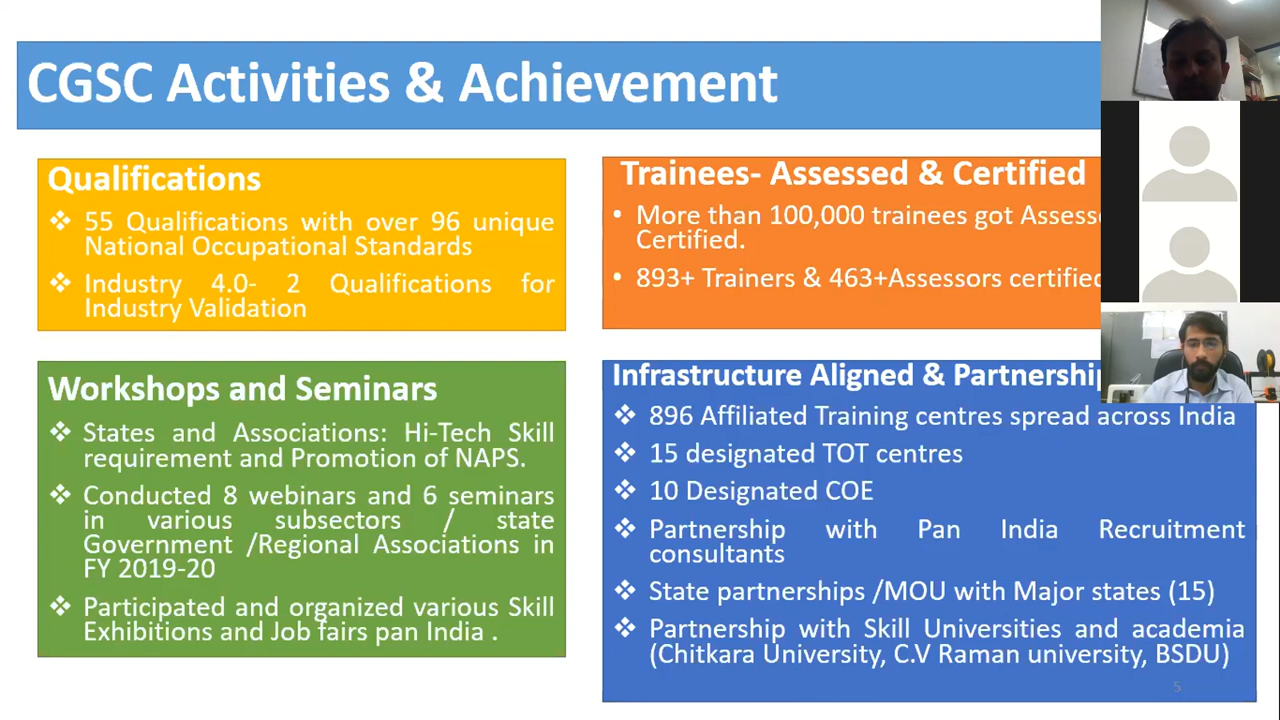 CGSC Activities & Achievement
Qualifications
❖ 55 Qualifications with over 96 unique
National Occupational Standards
❖ Industry 4.0- 2 Qualifications for
Industry Validation
Trainees- Assessed & Certified
• More than 100,000 trainees got
Certified.
• 893+ Trainers & 463+Assessors certified
Workshops and Seminars
❖ States and Associations: Hi-Tech Skill
requirement and Promotion of NAPS.
❖ Conducted 8 webinars and 6 seminars
in various subsectors / state
Government /Regional Associations in
FY 2019-20
❖ Participated and organized various Skill
Exhibitions and Job fairs pan India .
Infrastructure Aligned &
❖ 896 Affiliated Training centres spread across India
❖ 15 designated TOT centres
❖ 10 Designated COE
❖ Partnership with Pan India Recruitment
consultants
❖ State partnerships /MOU with Major states (15)
❖ Partnership with Skill Universities and academia
(Chitkara University, C.V Raman university, BSDU)
5